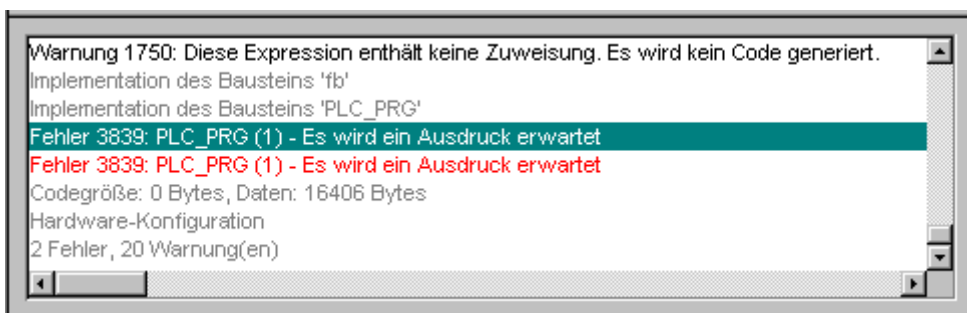 Warnung 1750: Diese Expression enthält keine Zuweisung. Es wird kein Code generiert.
Implementation des Bausteins 'fb'
Implementation des Bausteins 'PLC_PRG'
Fehler 3839: PLC_PRG (1) - Es wird ein Ausdruck erwartet
Fehler 3839: PLC_PRG (1) - Es wird ein Ausdruck erwartet
Codegröße: 0 Bytes, Daten: 16406 Bytes
Hardware-Konfiguration
2 Fehler, 20 Warnung(en)